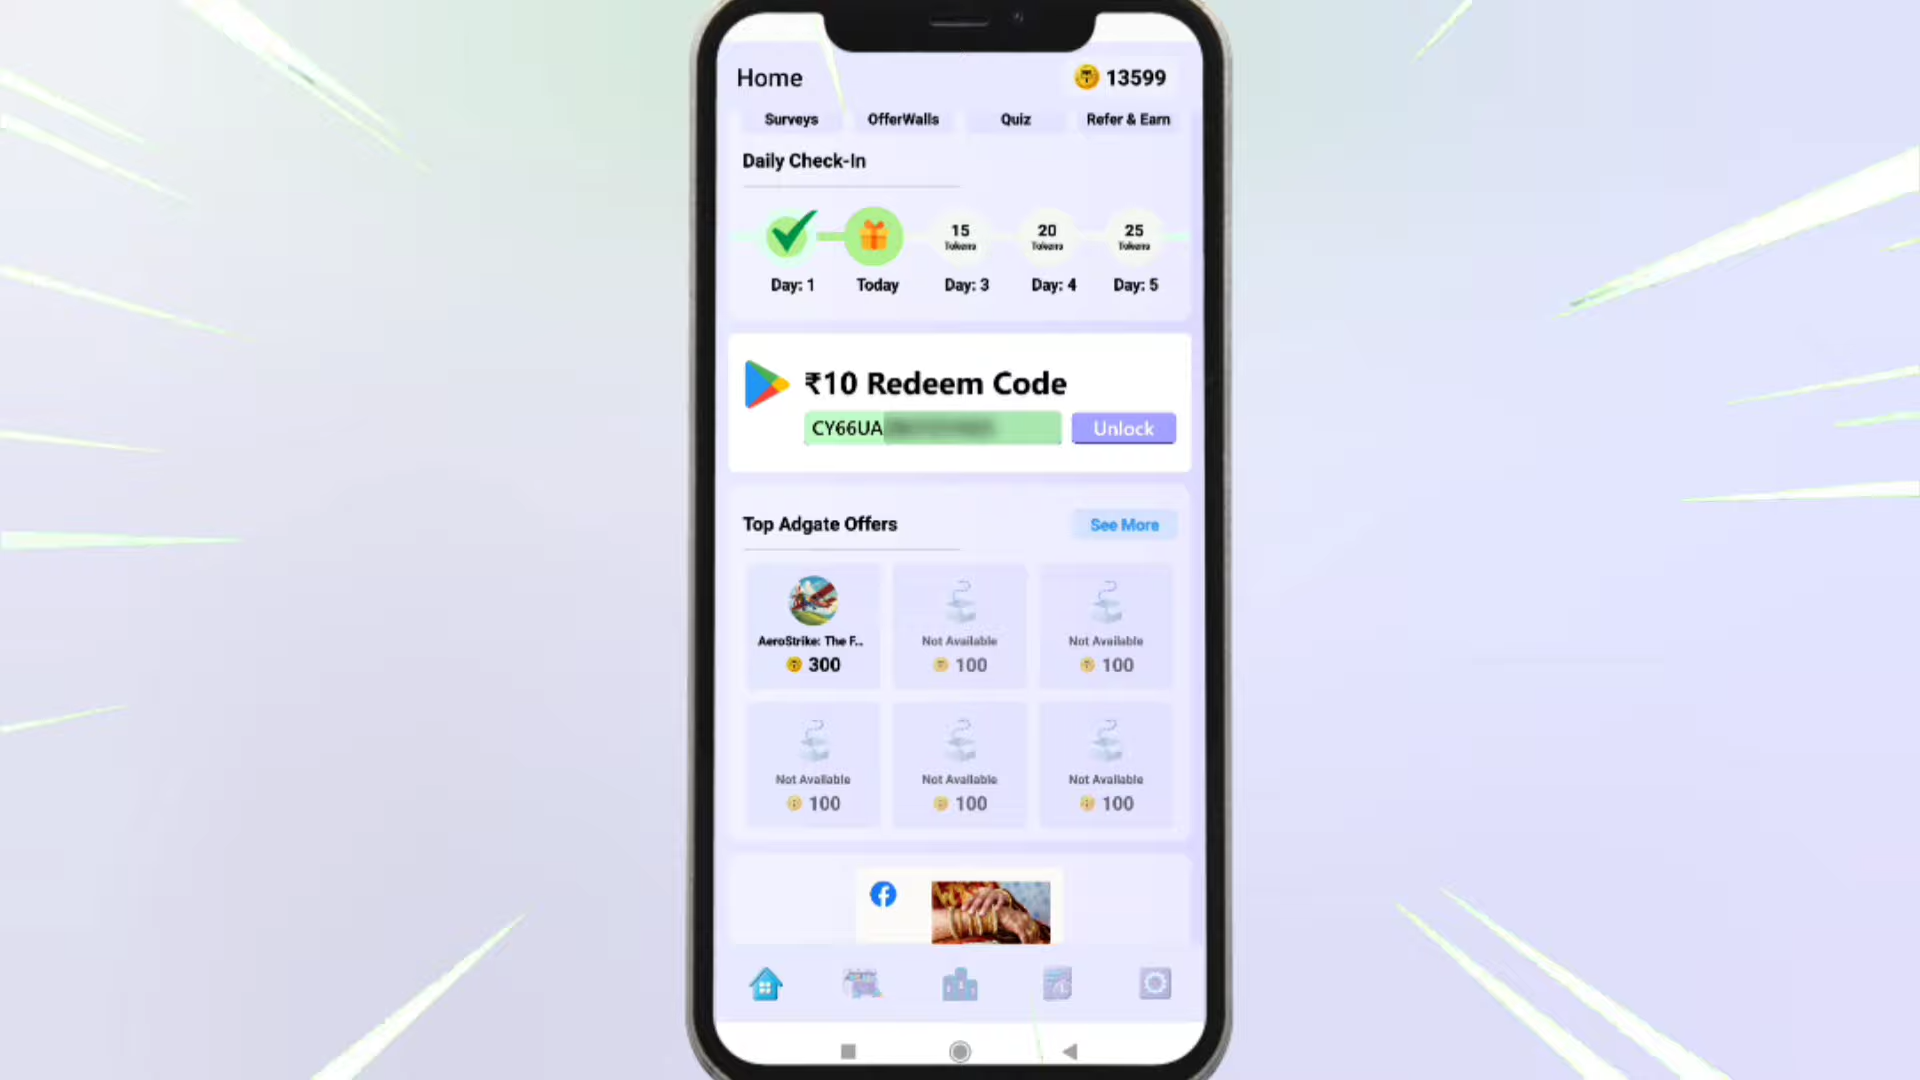 Home
13599
Surveys OfferWalls Quiz Refer & Earn
Daily Check-In
15 20 25
Tokens Tokens Tokens
Day: 1 Today Day: 3 Day: 4 Day: 5
₹10 Redeem Code
CY66UA
Unlock
Top Adgate Offers
See More
AeroStrike: The F... Not Available Not Available
300 100 100
Not Available Not Available Not Available
100 100 100